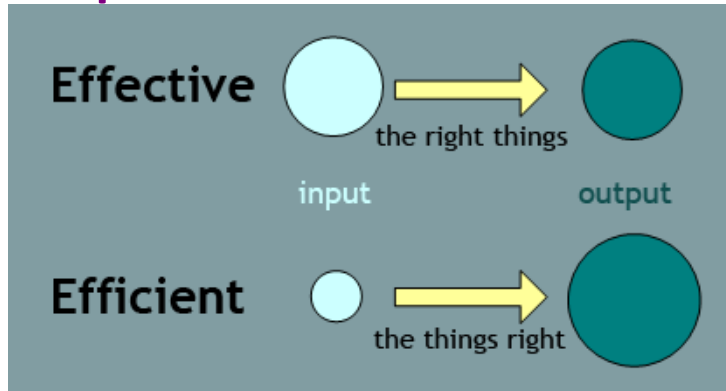 Effective
the right things
input output
Efficient
the things right